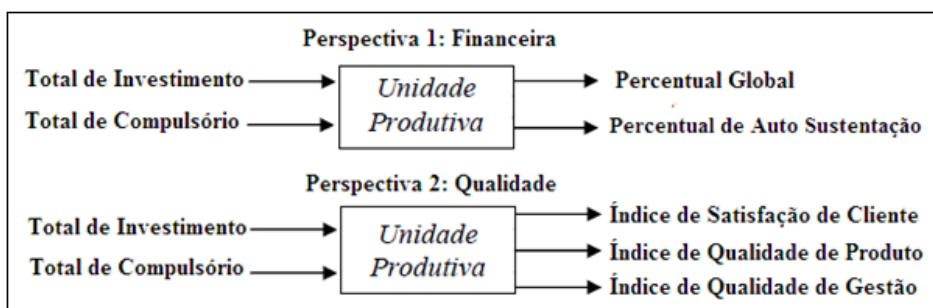 Perspectiva 1: Financeira
Total de Investimento
Total de Compulsório
Unidade
Produtiva
Percentual Global
Percentual de Auto Sustentação
Perspectiva 2: Qualidade
Total de Investimento
Total de Compulsório
Unidade
Produtiva
Índice de Satisfação de Cliente
Índice de Qualidade de Produto
Índice de Qualidade de Gestão